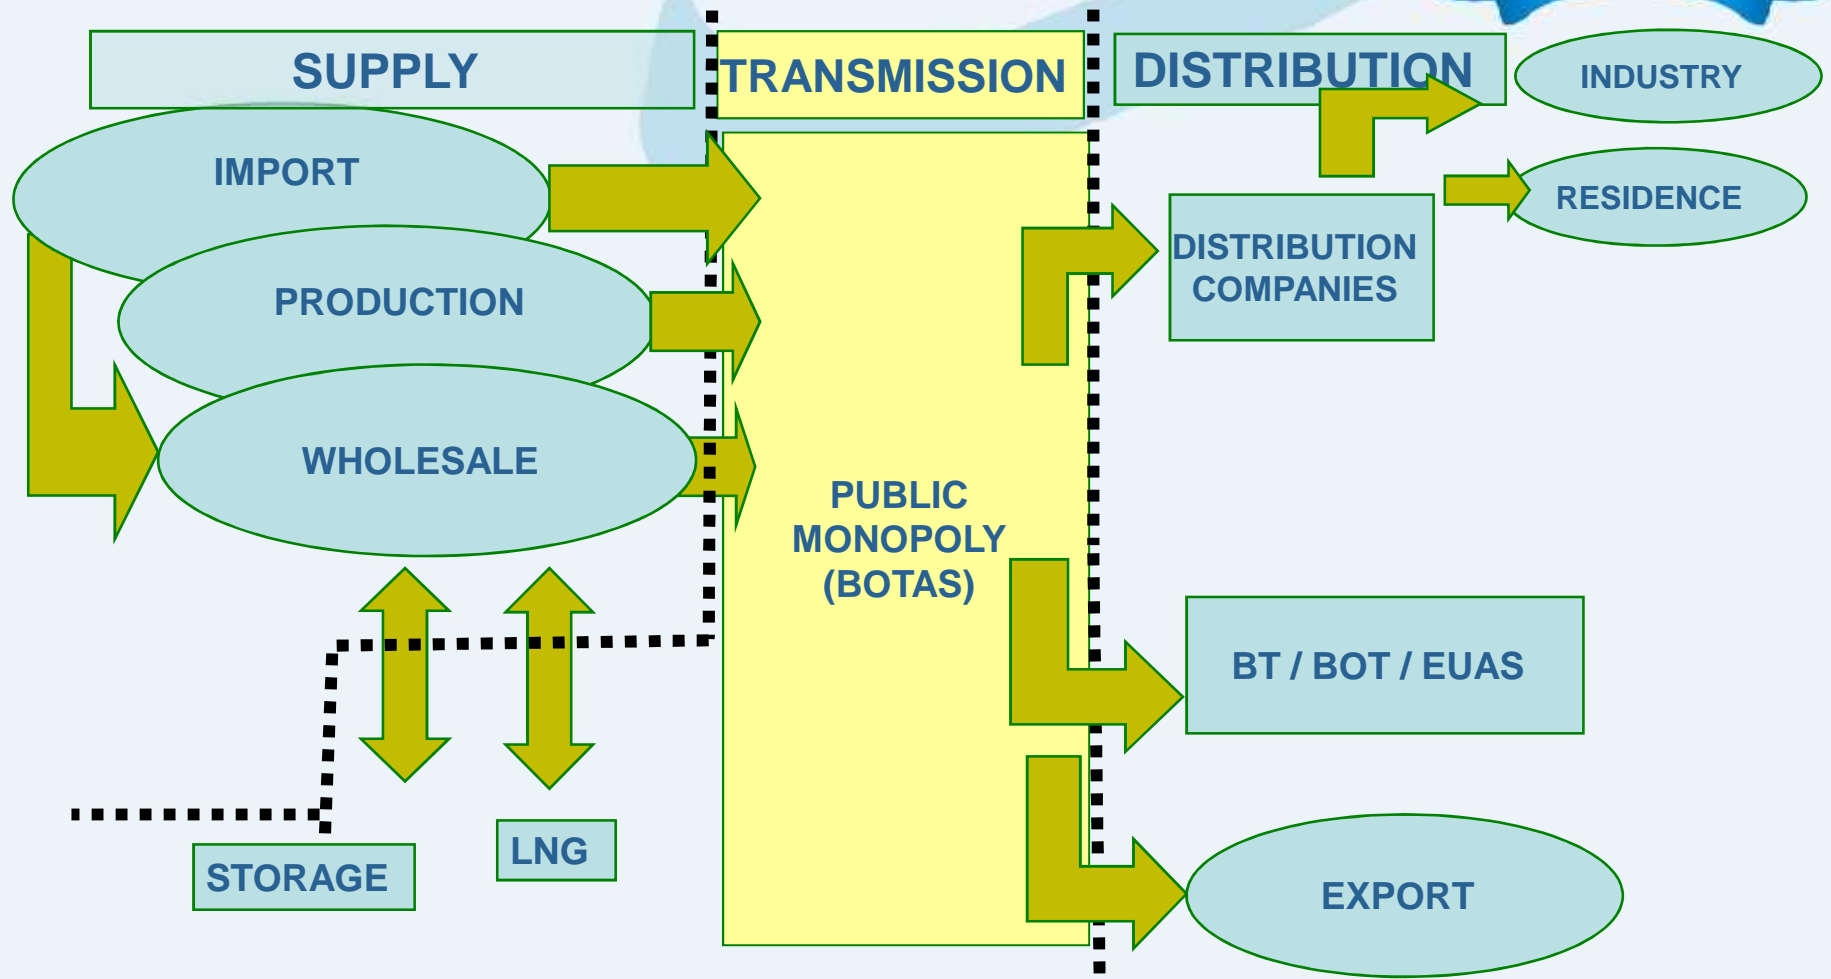 SUPPLY
TRANSMISSION
DISTRIBUTION
INDUSTRY
IMPORT
RESIDENCE
PRODUCTION
DISTRIBUTION
COMPANIES
WHOLESALE
PUBLIC
MONOPOLY
(BOTAS)
BT / BOT / EUAS
STORAGE
LNG
EXPORT